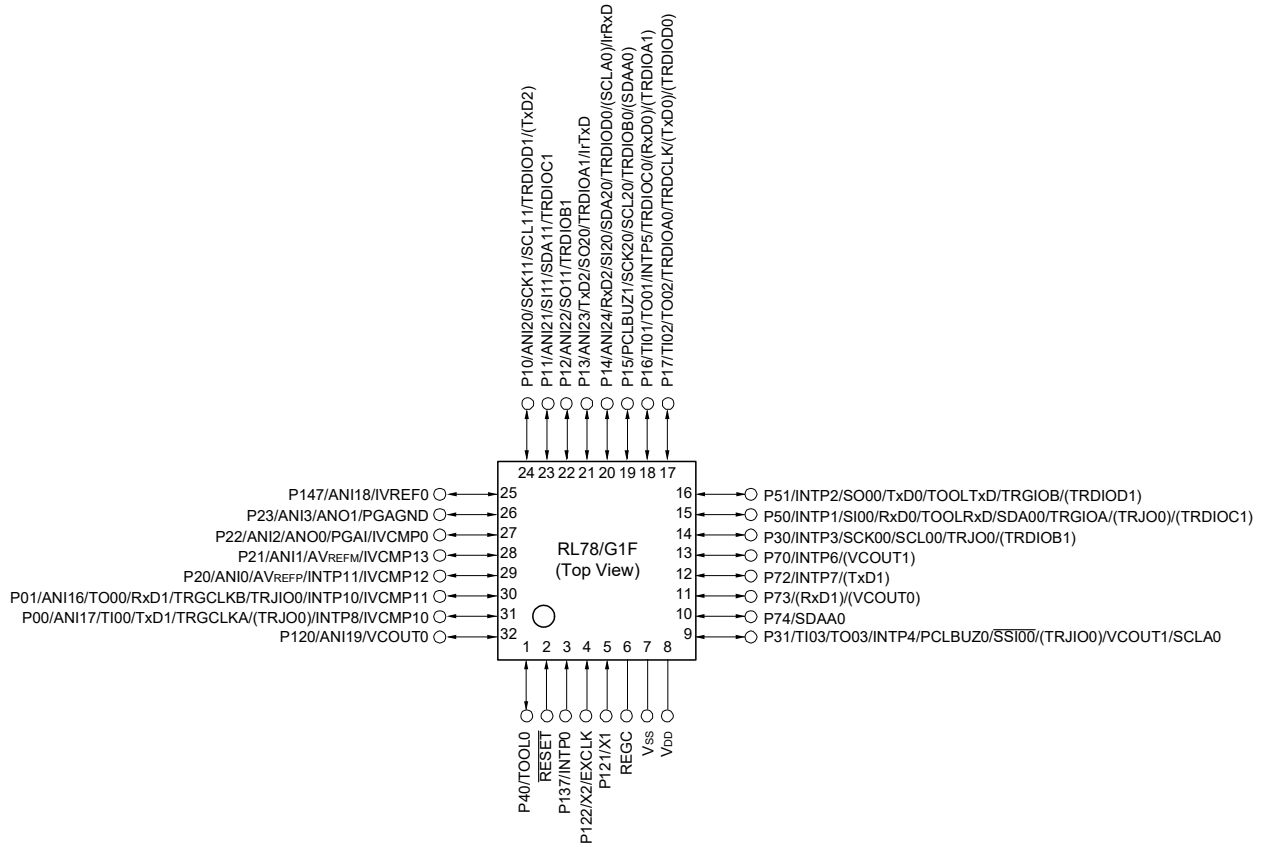 P10/ANI20/SCK11/SCL11/TRDIOD1/(TxD2)
P11/ANI21/SI11/SDA11/TRDIOC1
P12/ANI22/SO11/TRDIOB1
P13/ANI23/TxD2/SO20/TRDIOA1/IrTxD
P14/ANI24/RxD2/SI20/SDA20/TRDIOD0/(SCLA0)/IrRxD
P15/PCLBUZ1/SCK20/SCL20/TRDIOB0/(SDAA0)
P16/TI01/TO01/INTP5/TRDIOC0/(RxD0)/(TRDIOA1)
P17/TI02/TO02/TRDIOA0/TRDCLK/(TxD0)/(TRDIOD0)
24 23 22 21 20 19 18 17
P147/ANI18/IVREF0 25
P23/ANI3/ANO1/PGAGND 26
P22/ANI2/ANO0/PGAI/IVCMP0 27
P21/ANI1/AVREFM/IVCMP13 28
P20/ANI0/AVREFP/INTP11/IVCMP12 29
P01/ANI16/TO00/RxD1/TRGCLKB/TRJIO0/INTP10/IVCMP11 30
P00/ANI17/TI00/TxD1/TRGCLKA/(TRJO0)/INTP8/IVCMP10 31
P120/ANI19/VCOUT0 32
RL78/G1F
(Top View)
16 P51/INTP2/SO00/TxD0/TOOLTxD/TRGIOB/(TRDIOD1)
15 P50/INTP1/SI00/RxD0/TOOLRxD/SDA00/TRGIOA/(TRJO0)/(TRDIOC1)
14 P30/INTP3/SCK00/SCL00/TRJO0/(TRDIOB1)
13 P70/INTP6/(VCOUT1)
12 P72/INTP7/(TxD1)
11 P73/(RxD1)/(VCOUT0)
10 P74/SDAA0
9 P31/TI03/TO03/INTP4/PCLBUZ0/SSI00/(TRJIO0)/VCOUT1/SCLA0
1 2 3 4 5 6 7 8
P40/TOOL0
RESET
P137/INTP0
P122/X2/EXCLK
P121/X1
REGC
VSS
VDD